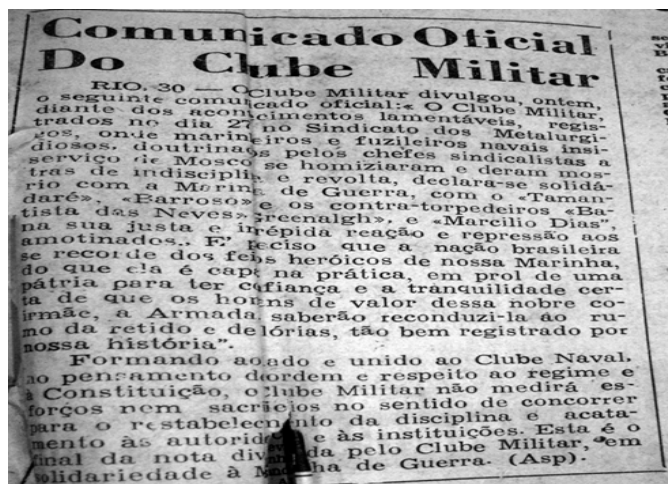 Comunicado Oficial
Do Clube Militar
RIO. 30 — O Clube Militar divulgou, ontem,
o seguinte comunicado oficial:« O Clube Militar,
diante dos acontecimentos lamentáveis, regis-
trados no dia 27 no Sindicato dos Metalurgi-
gos, onde marinheiros e fuzileiros navais insi-
diosos, doutrinados pelos chefes sindicalistas a
serviço de Moscou se homiziaram e deram mos-
tras de indisciplina e revolta, declara-se solidá-
rio com a Marinha de Guerra, com o «Taman-
daré», «Barroso» e os contra-torpedeiros «Ba-
tista das Neves» Greenalgh», e «Marcilio Dias",
na sua justa e intrépida reação e repressão aos
amotinados.. E' preciso que a nação brasileira
se recorde dos feitos heróicos de nossa Marinha,
do que ela é capaz na prática, em prol de uma
pátria para ter confiança e a tranquilidade cer-
ta de que os homens de valor dessa nobre co-
irmãe, a Armada, saberão reconduzi-la ao ru-
mo da retidão e de glórias, tão bem registrado por
nossa história".
Formando ao lado e unido ao Clube Naval,
no pensamento de ordem e respeito ao regime e
à Constituição, o Clube Militar não medirá es-
forços nem sacrifícios no sentido de concorrer
para o restabelecimento da disciplina e acata-
mento às autoridades e às instituições. Esta é o
final da nota divulgada pelo Clube Militar, em
solidariedade à Marinha de Guerra. (Asp).